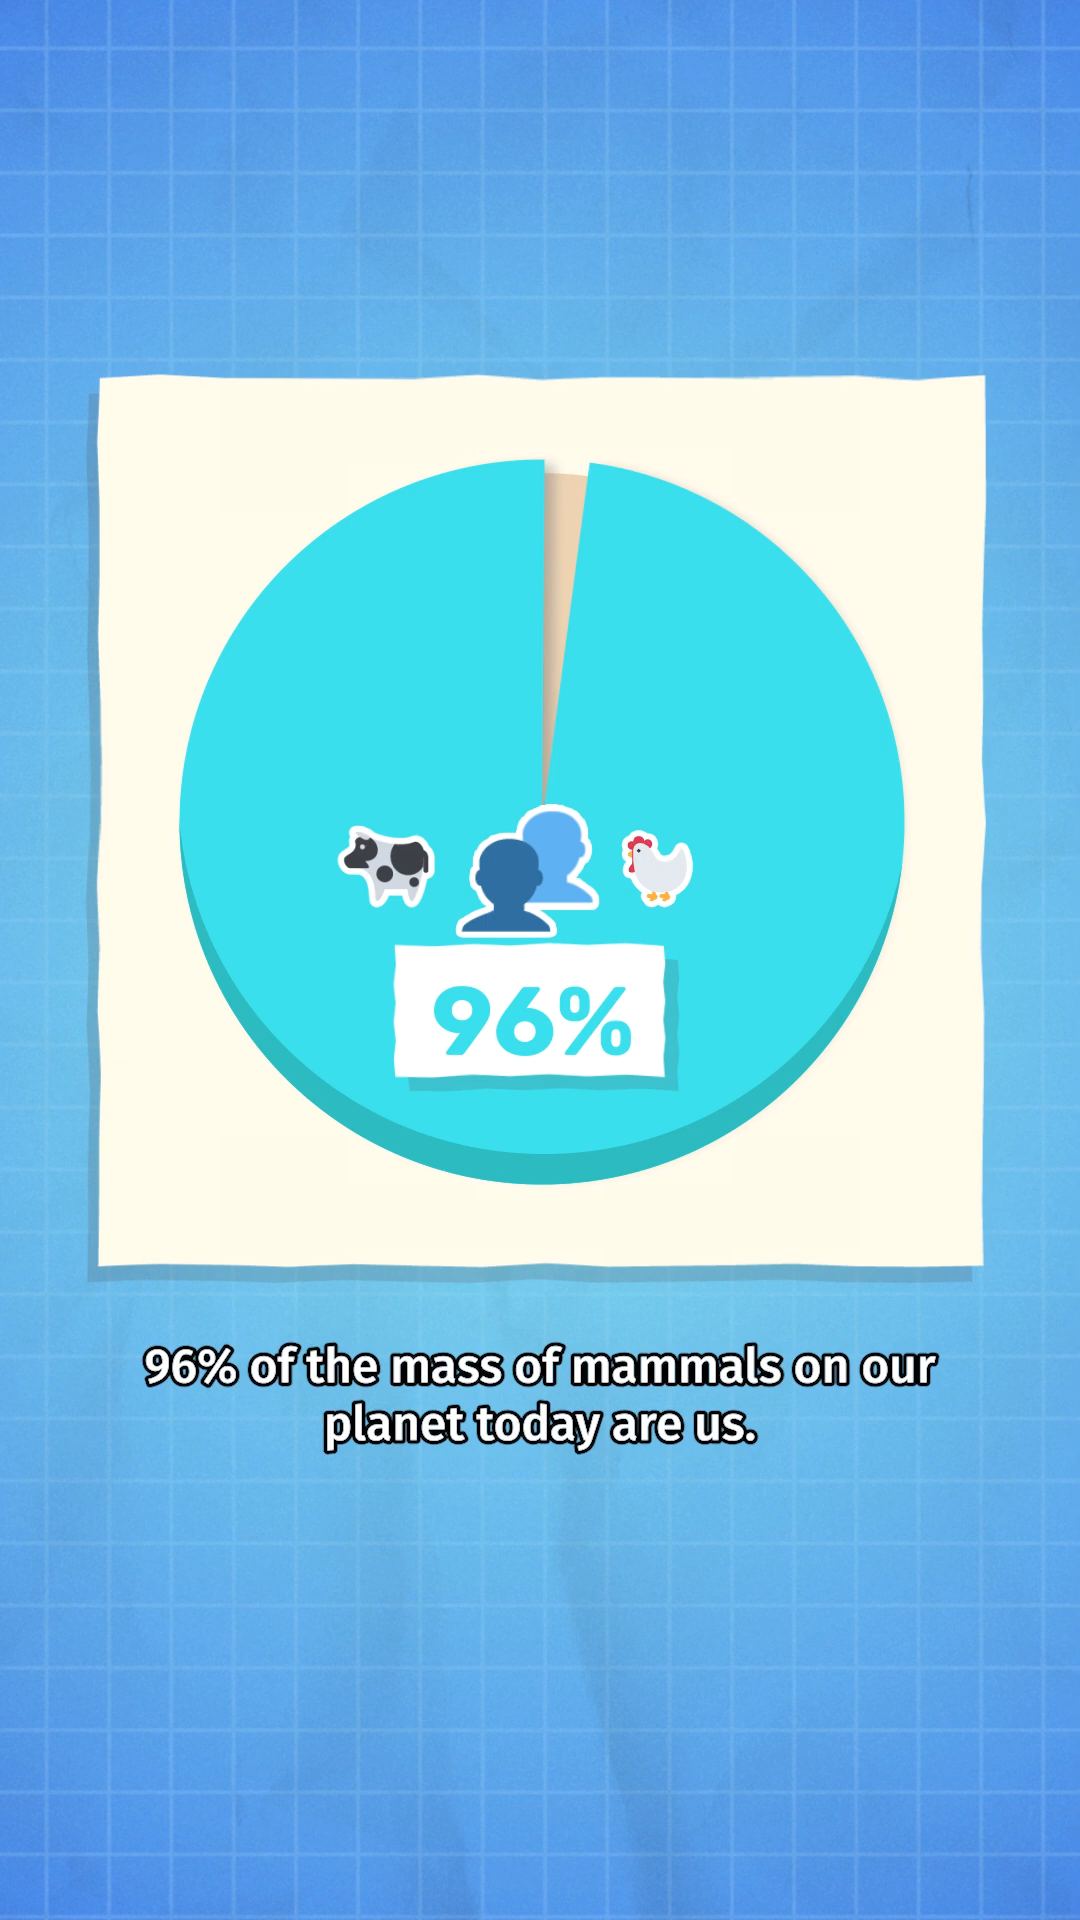 96%
96% of the mass of mammals on our
planet today are us.